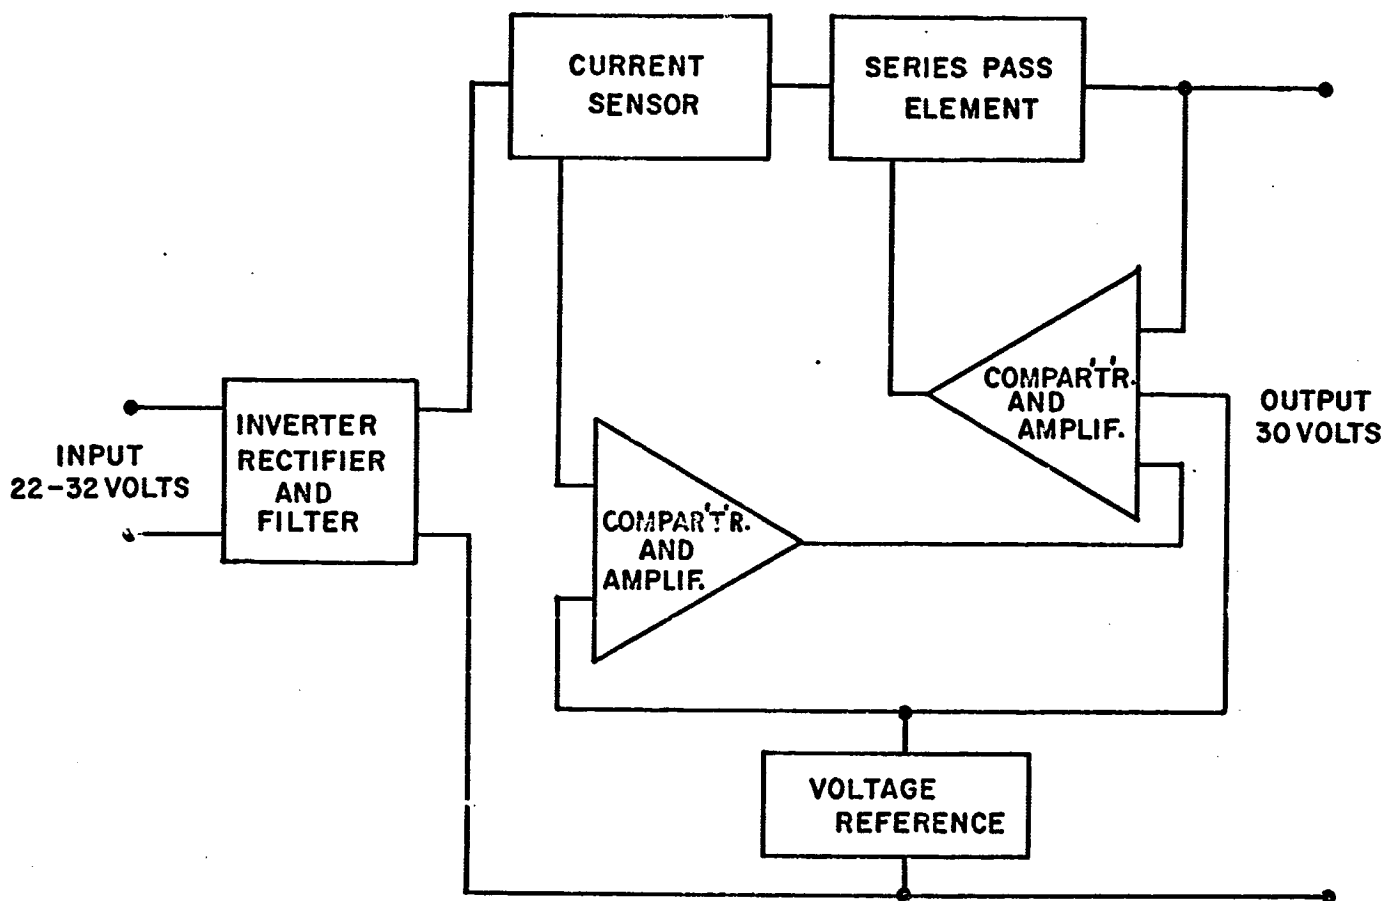 CURRENT
SENSOR
SERIES PASS
ELEMENT
INPUT
22-32 VOLTS
INVERTER
RECTIFIER
AND
FILTER
COMPAR'T'R.
AND
AMPLIF.
COMPAR'T'R.
AND
AMPLIF.
OUTPUT
30 VOLTS
VOLTAGE
REFERENCE